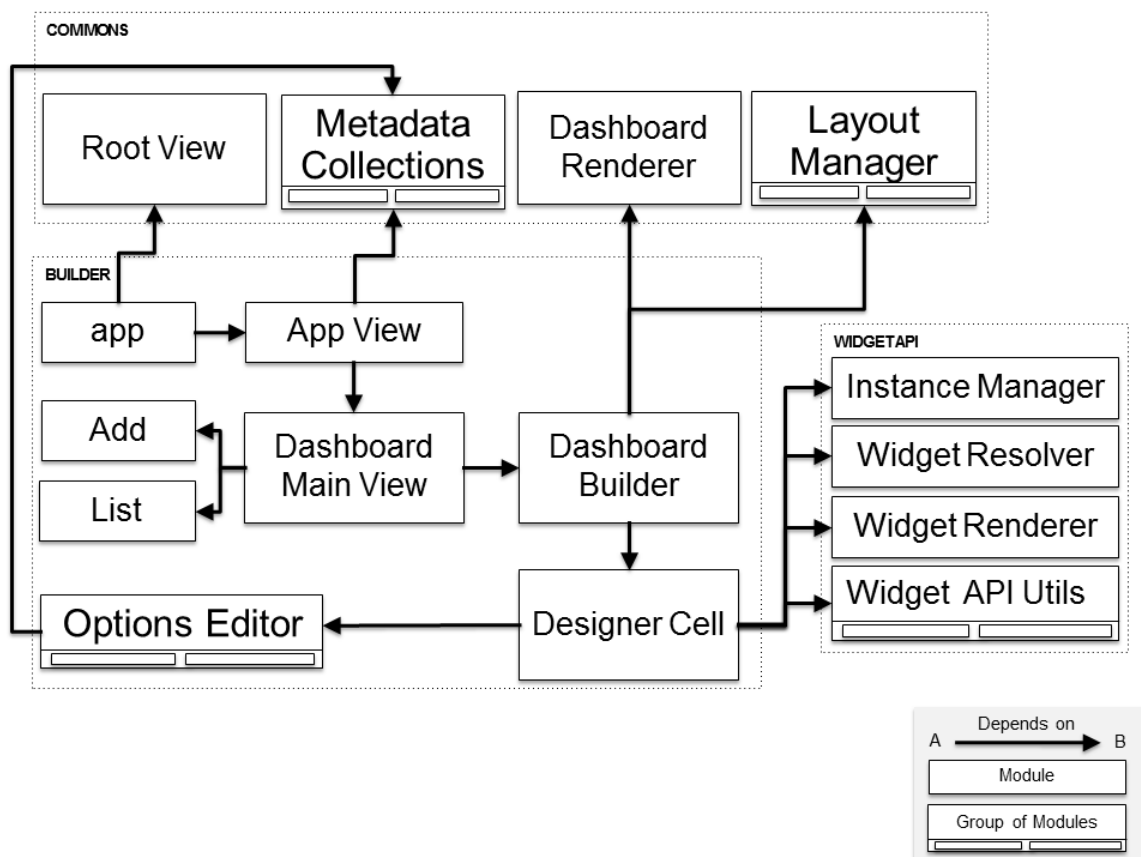 COMMONS
Root View
Metadata
Collections
Dashboard
Renderer
Layout
Manager
BUILDER
app
App View
WIDGETAPI
Instance Manager
Add
Dashboard
Main View
Dashboard
Builder
Widget Resolver
List
Widget Renderer
Options Editor
Designer Cell
Widget API Utils
Depends on
A
B
Module
Group of Modules